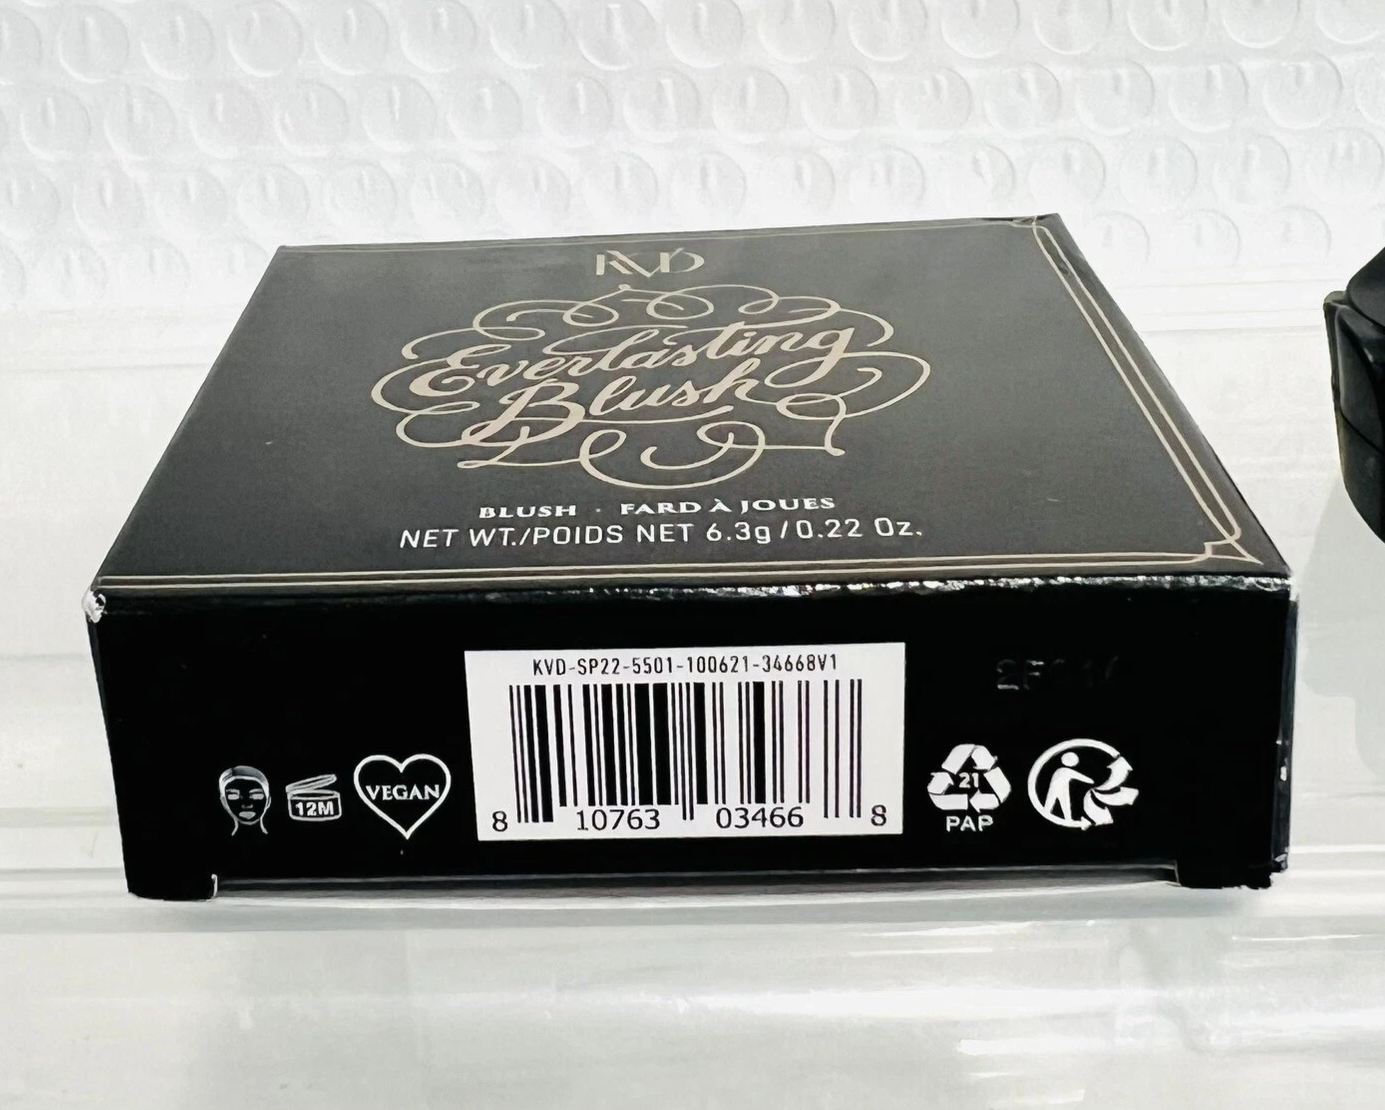 KVD
Everlasting
Blush
BLUSH · FARD À JOUES
NET WT./POIDS NET 6.3g/0.22 Oz.
KVD-SP22-5501-100621-34668V1
8 10763 03466 8
12M
VEGAN
21
PAP